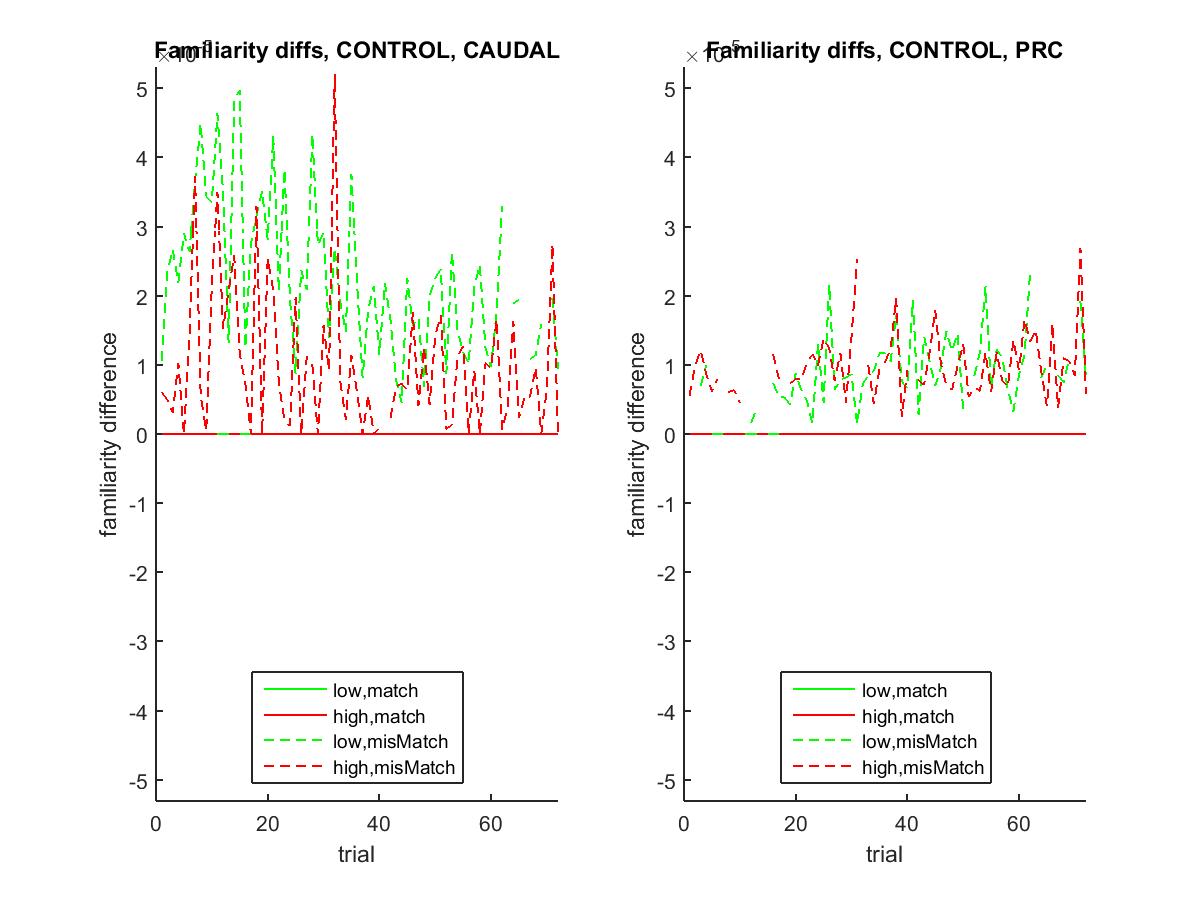 Familiarity diffs, CONTROL, CAUDAL
× 10⁻⁵
5
4
3
2
1
0
-1
-2
-3
-4
-5
familiarity difference
low,match
high,match
low,misMatch
high,misMatch
0 20 40 60
trial
Familiarity diffs, CONTROL, PRC
× 10⁻⁵
5
4
3
2
1
0
-1
-2
-3
-4
-5
familiarity difference
low,match
high,match
low,misMatch
high,misMatch
0 20 40 60
trial